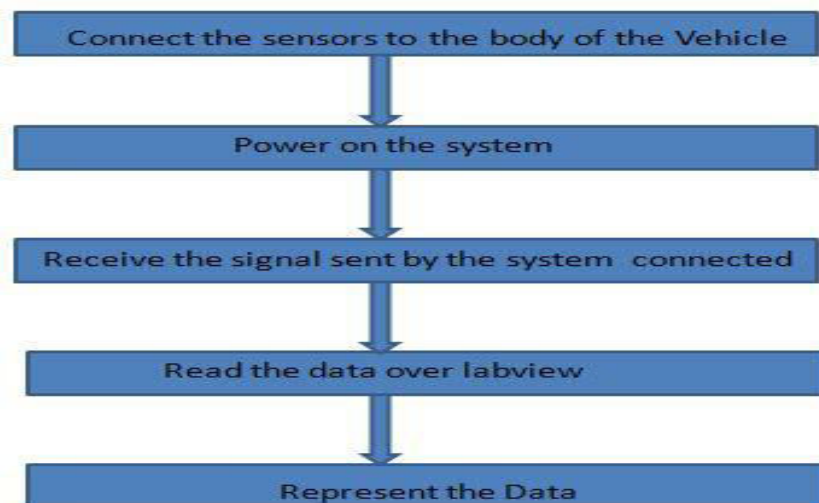 Connect the sensors to the body of the Vehicle
Power on the system
Receive the signal sent by the system connected
Read the data over labview
Represent the Data